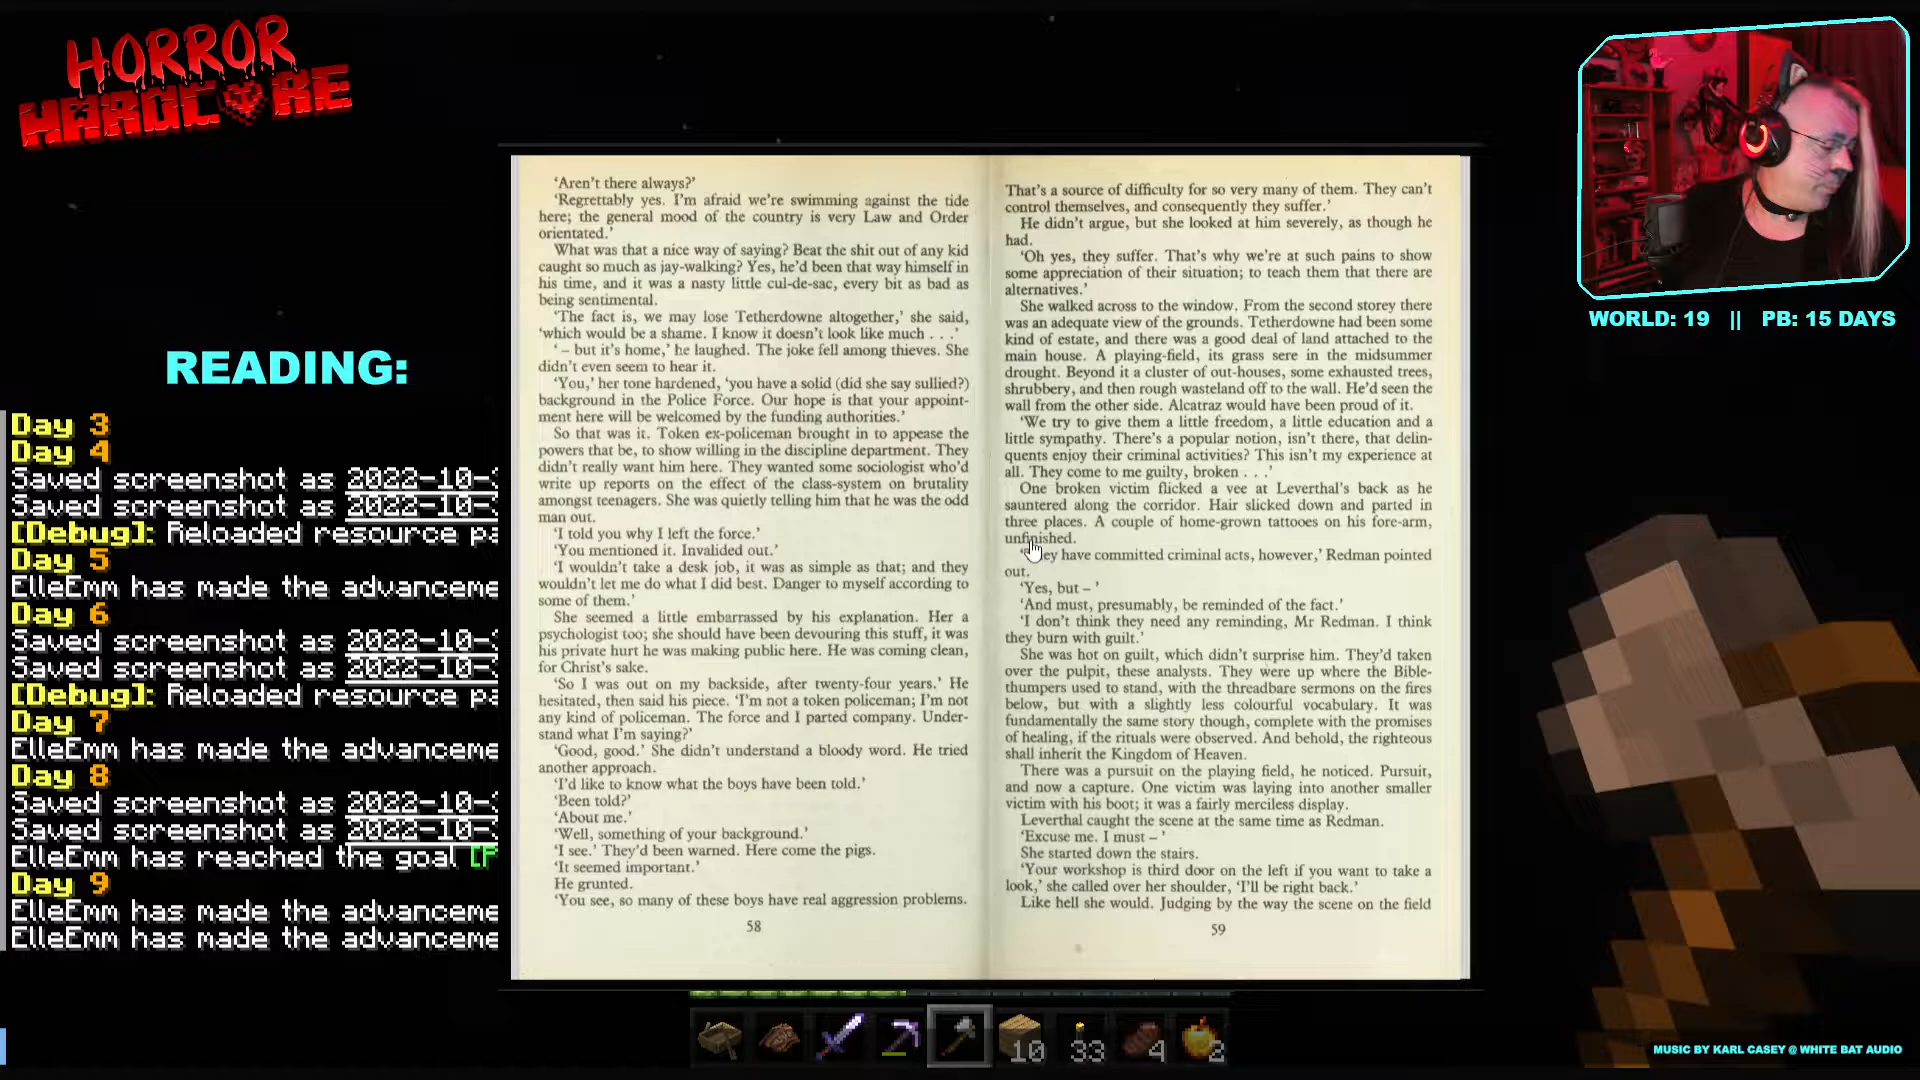 HORROR
HARDCORE
READING:
Day 3
Day 4
Saved screenshot as 2022-10-
Saved screenshot as 2022-10-
[Debug]: Reloaded resource pa
Day 5
ElleEmm has made the advanceme
Day 6
Saved screenshot as 2022-10-
Saved screenshot as 2022-10-
[Debug]: Reloaded resource pa
Day 7
ElleEmm has made the advanceme
Day 8
Saved screenshot as 2022-10-
Saved screenshot as 2022-10-
ElleEmm has reached the goal [
Day 9
ElleEmm has made the advanceme
ElleEmm has made the advanceme
‘Aren’t there always?’
‘Regrettably yes. I’m afraid we’re swimming against the tide
here; the general mood of the country is very Law and Order
orientated.’
What was that a nice way of saying? Beat the shit out of any kid
caught so much as jay-walking? Yes, he’d been that way himself in
his time, and it was a nasty little cul-de-sac, every bit as bad as
being sentimental.
‘The fact is, we may lose Tetherdowne altogether,’ she said,
‘which would be a shame. I know it doesn’t look like much . . .’
‘ – but it’s home,’ he laughed. The joke fell among thieves. She
didn’t even seem to hear it.
‘You,’ her tone hardened, ‘you have a solid (did she say sullied?)
background in the Police Force. Our hope is that your appoint-
ment here will be welcomed by the funding authorities.’
So that was it. Token ex-policeman brought in to appease the
powers that be, to show willing in the discipline department. They
didn’t really want him here. They wanted some sociologist who’d
write up reports on the effect of the class-system on brutality
amongst teenagers. She was quietly telling him that he was the odd
man out.
‘I told you why I left the force.’
‘You mentioned it. Invalided out.’
‘I wouldn’t take a desk job, it was as simple as that; and they
wouldn’t let me do what I did best. Danger to myself according to
some of them.’
She seemed a little embarrassed by his explanation. Her a
psychologist too; she should have been devouring this stuff, it was
his private hurt he was making public here. He was coming clean,
for Christ’s sake.
‘So I was out on my backside, after twenty-four years.’ He
hesitated, then said his piece. ‘I’m not a token policeman; I’m not
any kind of policeman. The force and I parted company. Under-
stand what I’m saying?’
‘Good, good.’ She didn’t understand a bloody word. He tried
another approach.
‘I’d like to know what the boys have been told.’
‘Been told?’
‘About me.’
‘Well, something of your background.’
‘I see.’ They’d been warned. Here come the pigs.
‘It seemed important.’
He grunted.
‘You see, so many of these boys have real aggression problems.
58
That’s a source of difficulty for so very many of them. They can’t
control themselves, and consequently they suffer.’
He didn’t argue, but she looked at him severely, as though he
had.
‘Oh yes, they suffer. That’s why we’re at such pains to show
some appreciation of their situation; to teach them that there are
alternatives.’
She walked across to the window. From the second storey there
was an adequate view of the grounds. Tetherdowne had been some
kind of estate, and there was a good deal of land attached to the
main house. A playing-field, its grass sere in the midsummer
drought. Beyond it a cluster of out-houses, some exhausted trees,
shrubbery, and then rough wasteland off to the wall. He’d seen the
wall from the other side. Alcatraz would have been proud of it.
‘We try to give them a little freedom, a little education and a
little sympathy. There’s a popular notion, isn’t there, that delin-
quents enjoy their criminal activities? This isn’t my experience at
all. They come to me guilty, broken . . .’
One broken victim flicked a vee at Leverthal’s back as he
sauntered along the corridor. Hair slicked down and parted in
three places. A couple of home-grown tattoos on his fore-arm,
unfinished.
have committed criminal acts, however,’ Redman pointed
out.
‘Yes, but – ’
‘And must, presumably, be reminded of the fact.’
‘I don’t think they need any reminding, Mr Redman. I think
they burn with guilt.’
She was hot on guilt, which didn’t surprise him. They’d taken
over the pulpit, these analysts. They were up where the Bible-
thumpers used to stand, with the threadbare sermons on the fires
below, but with a slightly less colourful vocabulary. It was
fundamentally the same story though, complete with the promises
of healing, if the rituals were observed. And behold, the righteous
shall inherit the Kingdom of Heaven.
There was a pursuit on the playing field, he noticed. Pursuit,
and now a capture. One victim was laying into another smaller
victim with his boot; it was a fairly merciless display.
Leverthal caught the scene at the same time as Redman.
‘Excuse me. I must – ’
She started down the stairs.
‘Your workshop is third door on the left if you want to take a
look,’ she called over her shoulder, ‘I’ll be right back.’
Like hell she would. Judging by the way the scene on the field
59
WORLD: 19 || PB: 15 DAYS
10 33 4 2
MUSIC BY KARL CASEY @ WHITE BAT AUDIO